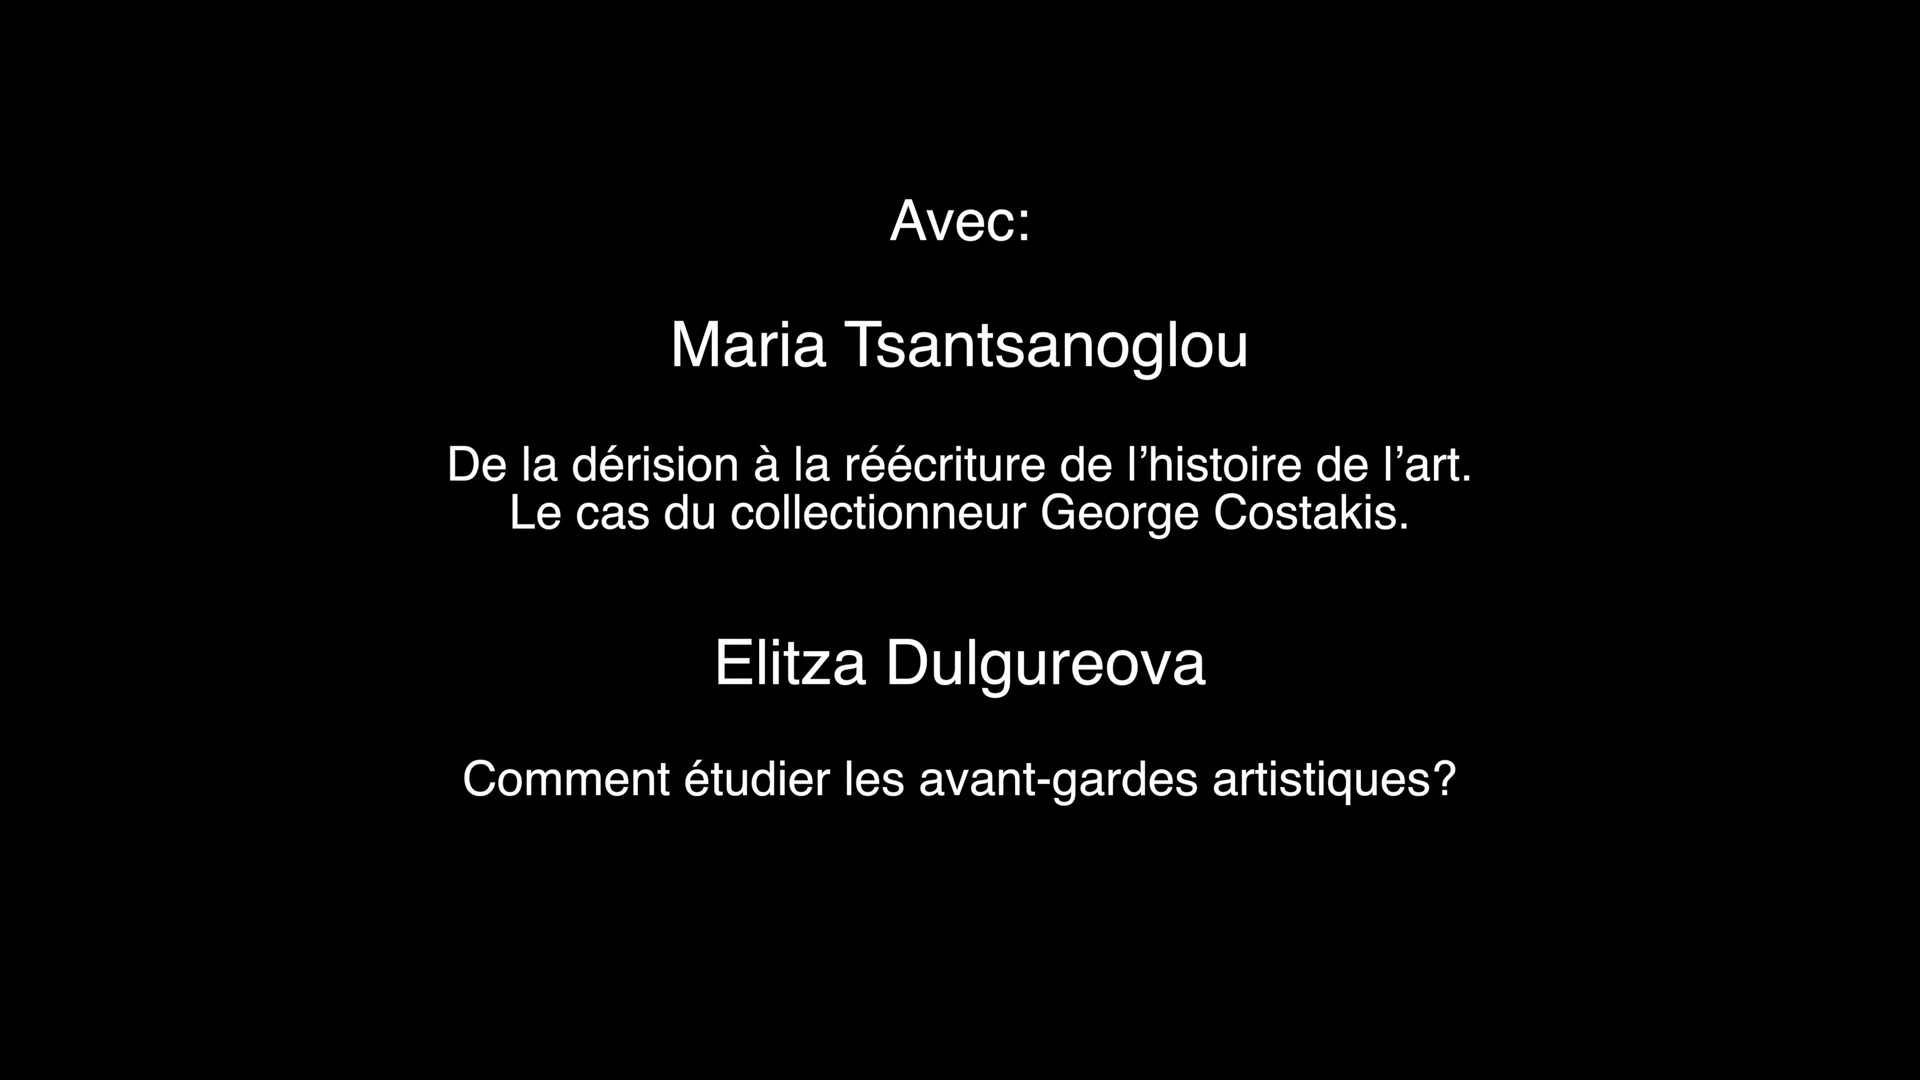 Avec:
Maria Tsantsanoglou
De la dérision à la réécriture de l’histoire de l’art.
Le cas du collectionneur George Costakis.
Elitza Dulgureova
Comment étudier les avant-gardes artistiques?